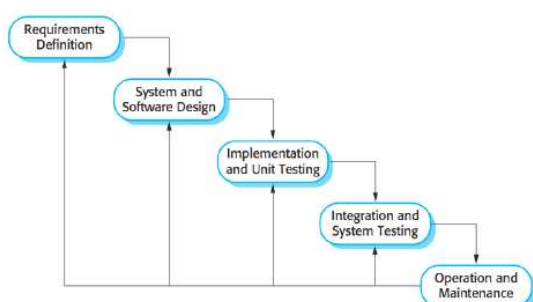 Requirements
Definition
System and
Software Design
Implementation
and Unit Testing
Integration and
System Testing
Operation and
Maintenance